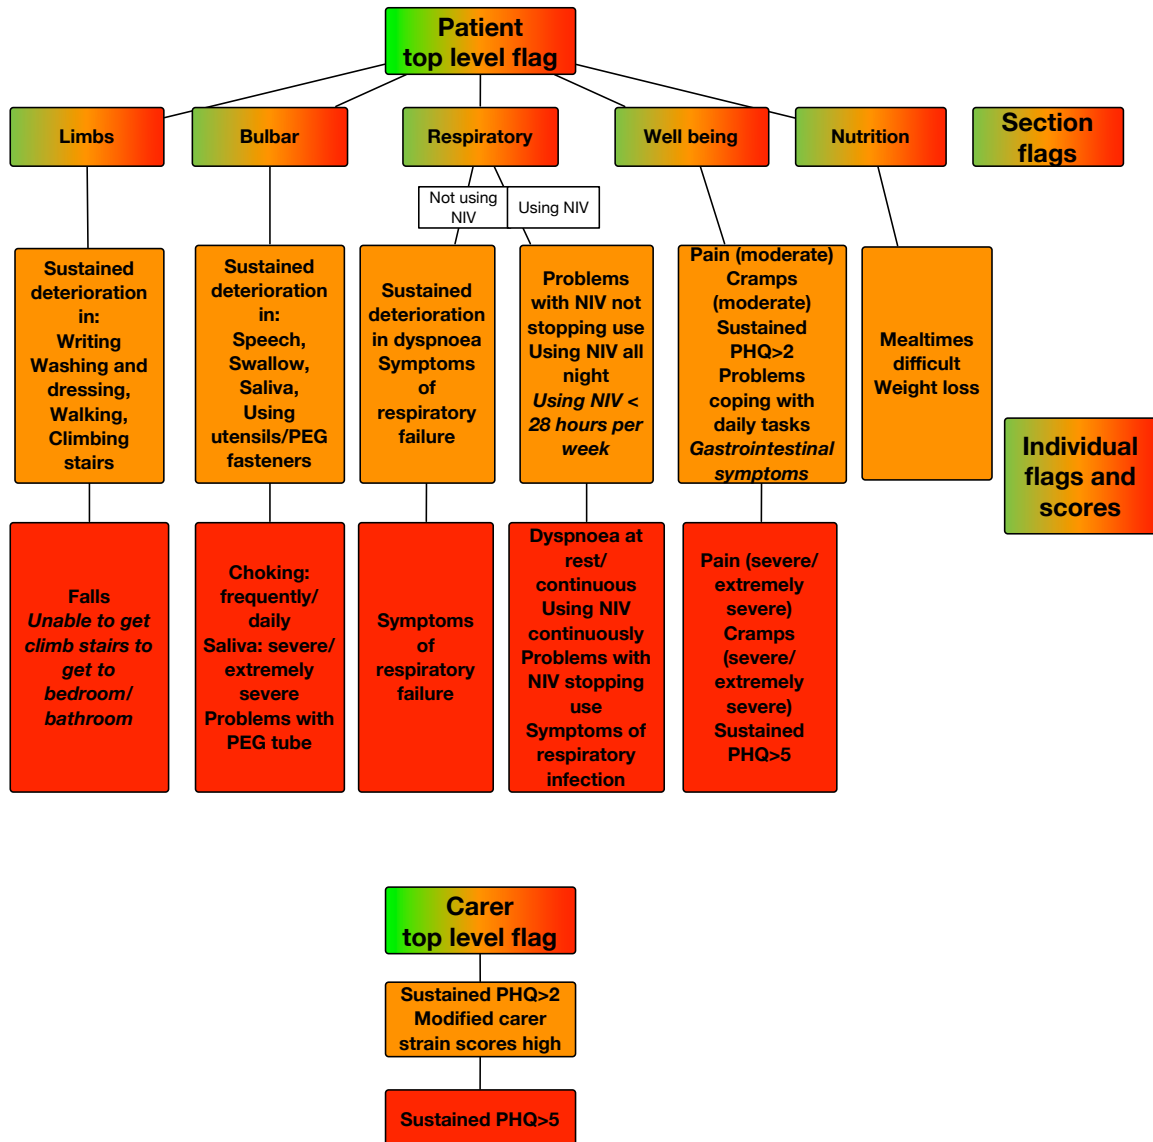 Patient
top level flag
Limbs
Bulbar
Respiratory
Well being
Nutrition
Section
flags
Not using
NIV
Using NIV
Sustained
deterioration
in:
Writing
Washing and
dressing,
Walking,
Climbing
stairs
Sustained
deterioration
in:
Speech,
Swallow,
Saliva,
Using
utensils/PEG
fasteners
Sustained
deterioration
in dyspnoea
Symptoms
of
respiratory
failure
Problems
with NIV not
stopping use
Using NIV all
night
Using NIV <
28 hours per
week
Pain (moderate)
Cramps
(moderate)
Sustained
PHQ>2
Problems
coping with
daily tasks
Gastrointestinal
symptoms
Mealtimes
difficult
Weight loss
Individual
flags and
scores
Falls
Unable to get
climb stairs to
get to
bedroom/
bathroom
Choking:
frequently/
daily
Saliva: severe/
extremely
severe
Problems with
PEG tube
Symptoms
of
respiratory
failure
Dyspnoea at
rest/
continuous
Using NIV
continuously
Problems with
NIV stopping
use
Symptoms of
respiratory
infection
Pain (severe/
extremely
severe)
Cramps
(severe/
extremely
severe)
Sustained
PHQ>5
Carer
top level flag
Sustained PHQ>2
Modified carer
strain scores high
Sustained PHQ>5